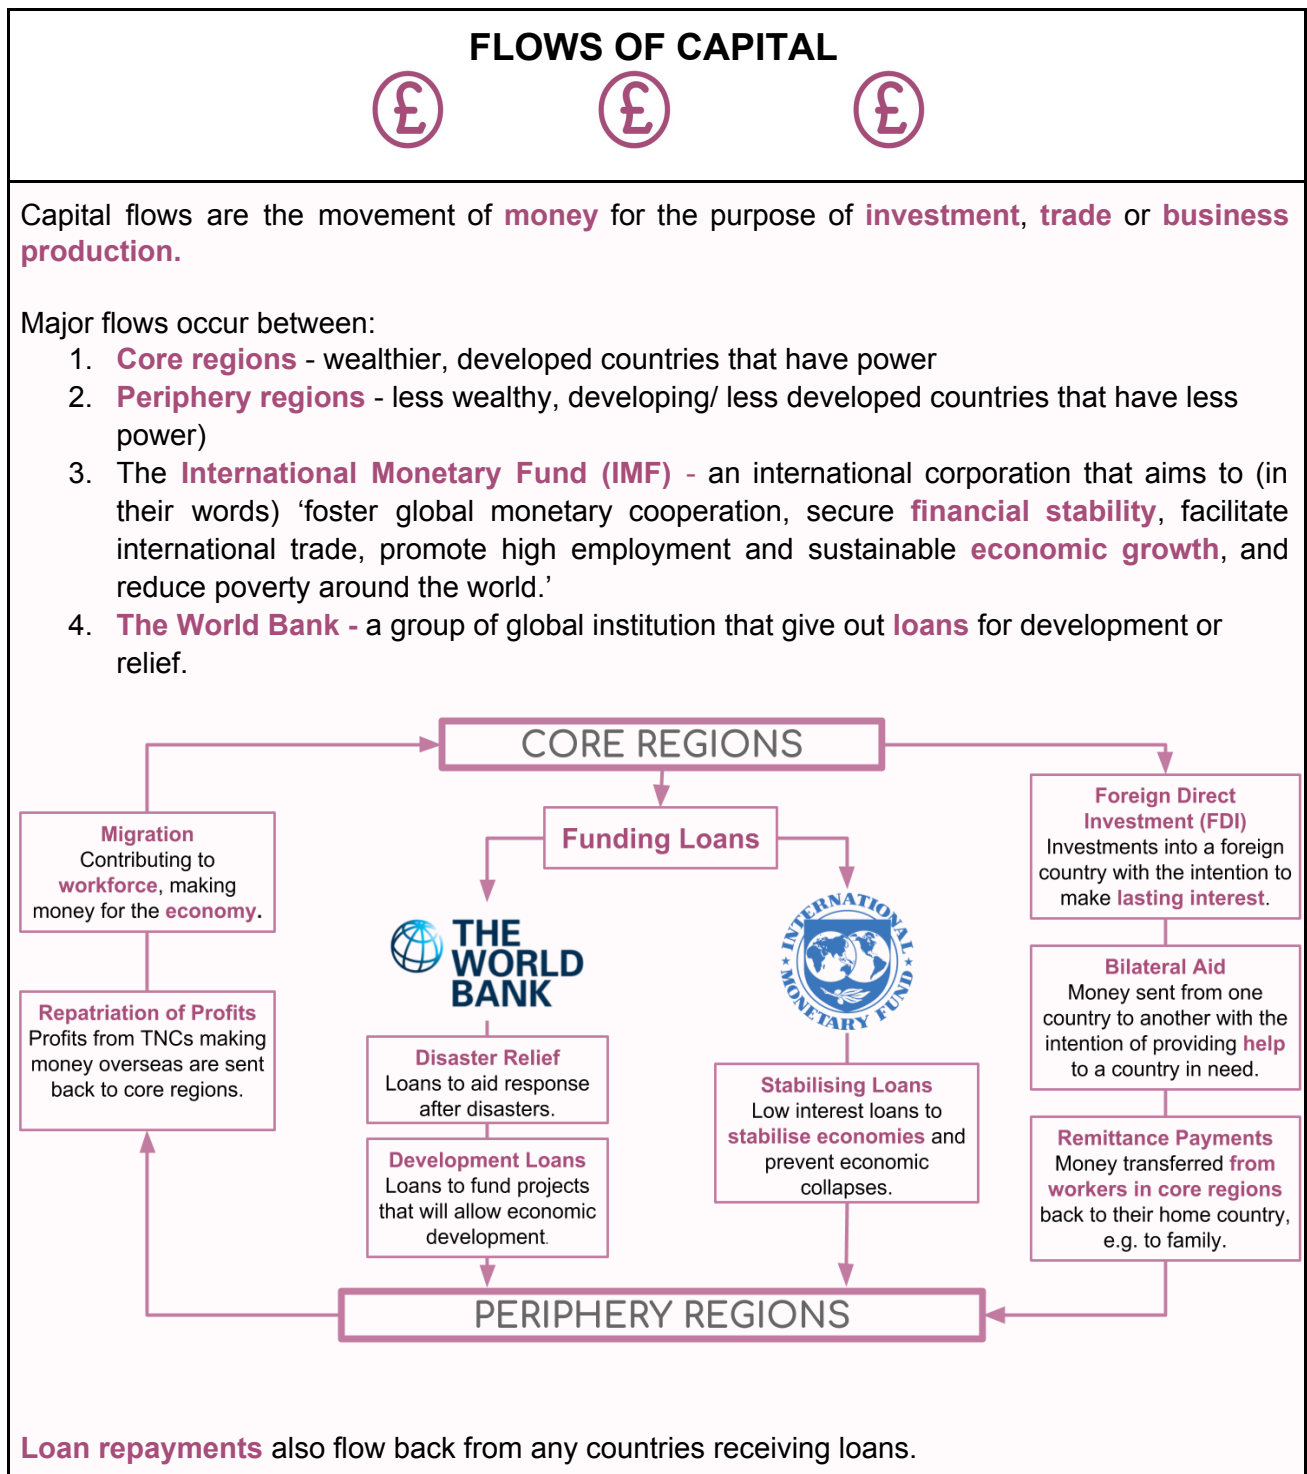 FLOWS OF CAPITAL
£ £ £
Capital flows are the movement of money for the purpose of investment, trade or business
production.
Major flows occur between:
1. Core regions - wealthier, developed countries that have power
2. Periphery regions - less wealthy, developing/ less developed countries that have less
power)
3. The International Monetary Fund (IMF) - an international corporation that aims to (in
their words) ‘foster global monetary cooperation, secure financial stability, facilitate
international trade, promote high employment and sustainable economic growth, and
reduce poverty around the world.’
4. The World Bank - a group of global institution that give out loans for development or
relief.
CORE REGIONS
Migration
Contributing to
workforce, making
money for the economy.
Repatriation of Profits
Profits from TNCs making
money overseas are sent
back to core regions.
Funding Loans
THE
WORLD
BANK
Disaster Relief
Loans to aid response
after disasters.
Development Loans
Loans to fund projects
that will allow economic
development.
INTERNATIONAL
MONETARY FUND
Stabilising Loans
Low interest loans to
stabilise economies and
prevent economic
collapses.
Foreign Direct
Investment (FDI)
Investments into a foreign
country with the intention to
make lasting interest.
Bilateral Aid
Money sent from one
country to another with the
intention of providing help
to a country in need.
Remittance Payments
Money transferred from
workers in core regions
back to their home country,
e.g. to family.
PERIPHERY REGIONS
Loan repayments also flow back from any countries receiving loans.